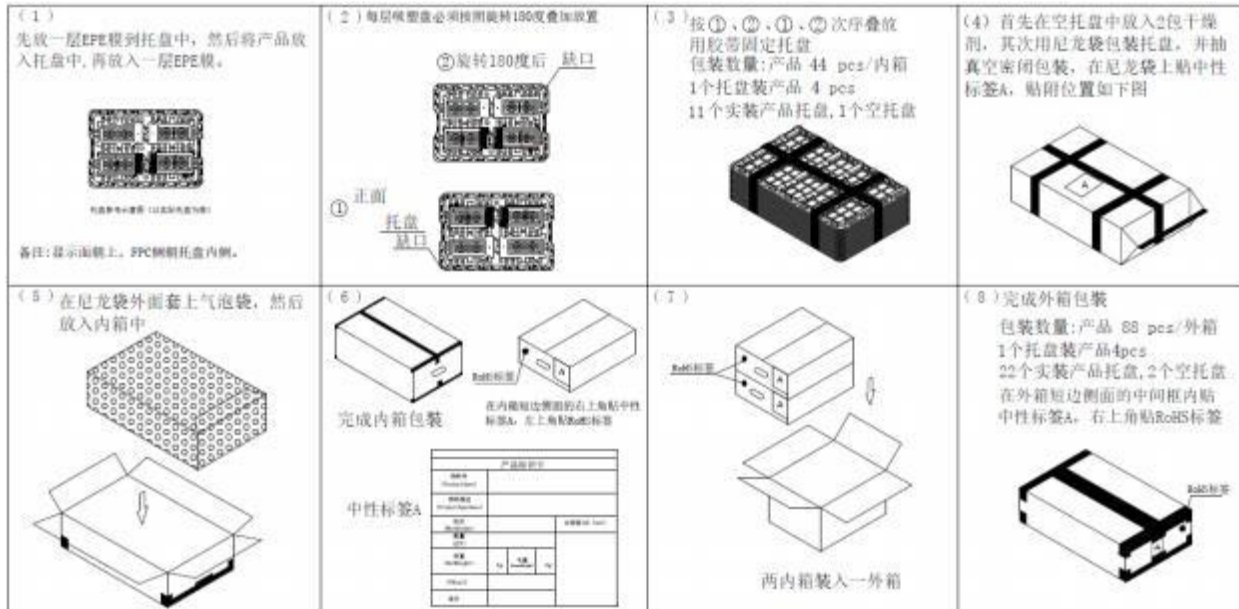 (1)
先放一层EPE膜到托盘中，然后将产品放
入托盘中,再放入一层EPE膜。
备注:显示面朝上。FPC侧朝托盘内侧。
(2)每层吸塑盘必须按照旋转180度叠加放置
②旋转180度后 缺口
① 正面
托盘
缺口
(3) 按①、②、①、②次序叠放
用胶带固定托盘
包装数量:产品 44 pcs/内箱
1个托盘装产品 4 pcs
11个实装产品托盘,1个空托盘
(4) 首先在空托盘中放入2包干燥
剂，其次用尼龙袋包装托盘，并抽
真空密闭包装，在尼龙袋上贴中性
标签A，贴附位置如下图
A
(5) 在尼龙袋外面套上气泡袋，然后
放入内箱中
(6)
RoHS标签
A
完成内箱包装
在内箱短边侧面的右上角贴中性
标签A，左上角贴RoHS标签
中性标签A
(7)
RoHS标签
A
A
两内箱装入一外箱
(8)完成外箱包装
包装数量:产品 88 pcs/外箱
1个托盘装产品4pcs
22个实装产品托盘,2个空托盘
在外箱短边侧面的中间框内贴
中性标签A，右上角贴RoHS标签
RoHS标签
A